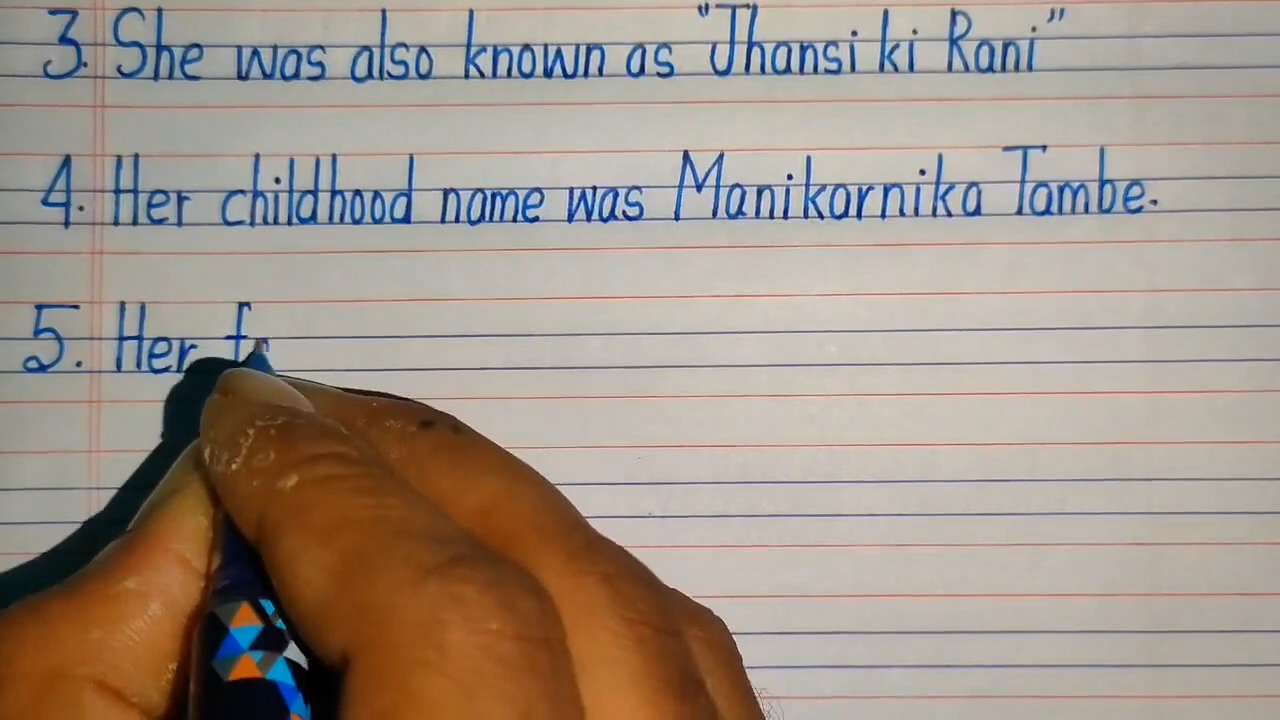 3. She was also known as "Jhansi ki Rani"
4. Her childhood name was Manikarnika Tambe.
5. Her